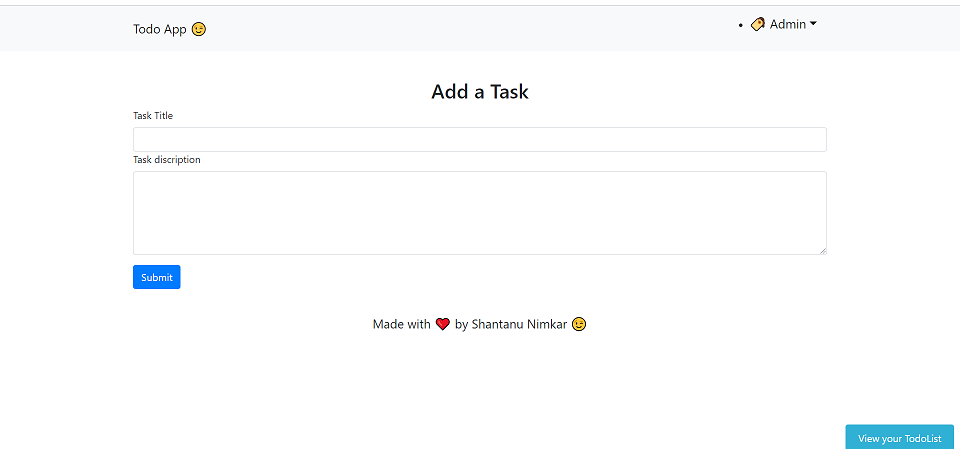 Todo App 😉
• 🏷️ Admin
Add a Task
Task Title
Task discription
Submit
Made with ❤️ by Shantanu Nimkar 😉
View your TodoList